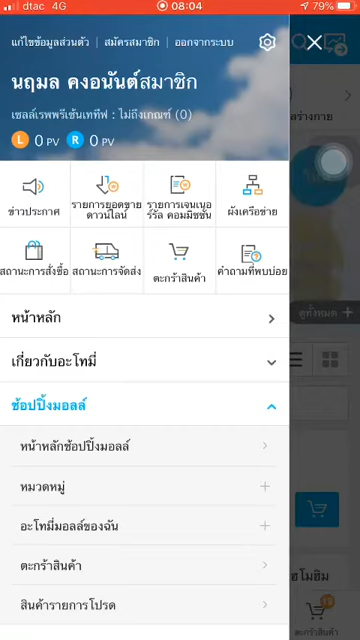 dtac 4G 08:04 79%
แก้ไขข้อมูลส่วนตัว | สมัครสมาชิก | ออกจากระบบ
นฤมล คงอนันต์สมาชิก
เซลล์เรพพรีเซ้นเททีฟ : ไม่ถึงเกณฑ์ (0)
L 0 PV R 0 PV
ร่างกาย
ข่าวประกาศ
รายการยอดขาย ดาวน์ไลน์
รายการเจนเนอ เร์รัล คอมมิชชั่น
ผังเครือข่าย
สถานะการสั่งซื้อ
สถานะการจัดส่ง
ตะกร้าสินค้า
คำถามที่พบบ่อย
หน้าหลัก
ดูทั้งหมด +
เกี่ยวกับอะโทมี่
ช้อปปิ้งมอลล์
หน้าหลักช้อปปิ้งมอลล์
หมวดหมู่
อะโทมี่มอลล์ของฉัน
ตะกร้าสินค้า
ฮโมฮิม
สินค้ารายการโปรด
ตะกร้าสินค้า